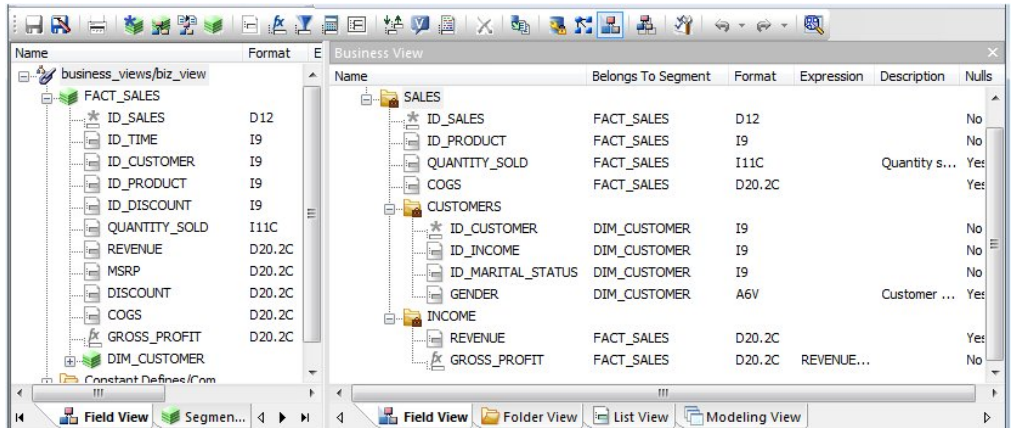 Name Format E
business_views/biz_view
FACT_SALES
ID_SALES D12
ID_TIME I9
ID_CUSTOMER I9
ID_PRODUCT I9
ID_DISCOUNT I9
QUANTITY_SOLD I11C
REVENUE D20.2C
MSRP D20.2C
DISCOUNT D20.2C
COGS D20.2C
GROSS_PROFIT D20.2C
DIM_CUSTOMER
Constant Defines/Com
Field View Segmen...
Business View
Name Belongs To Segment Format Expression Description Nulls
SALES
ID_SALES FACT_SALES D12 No
ID_PRODUCT FACT_SALES I9 No
QUANTITY_SOLD FACT_SALES I11C Quantity s... Yes
COGS FACT_SALES D20.2C Yes
CUSTOMERS
ID_CUSTOMER DIM_CUSTOMER I9 No
ID_INCOME DIM_CUSTOMER I9 No
ID_MARITAL_STATUS DIM_CUSTOMER I9 No
GENDER DIM_CUSTOMER A6V Customer ... Yes
INCOME
REVENUE FACT_SALES D20.2C Yes
GROSS_PROFIT FACT_SALES D20.2C REVENUE... No
Field View Folder View List View Modeling View